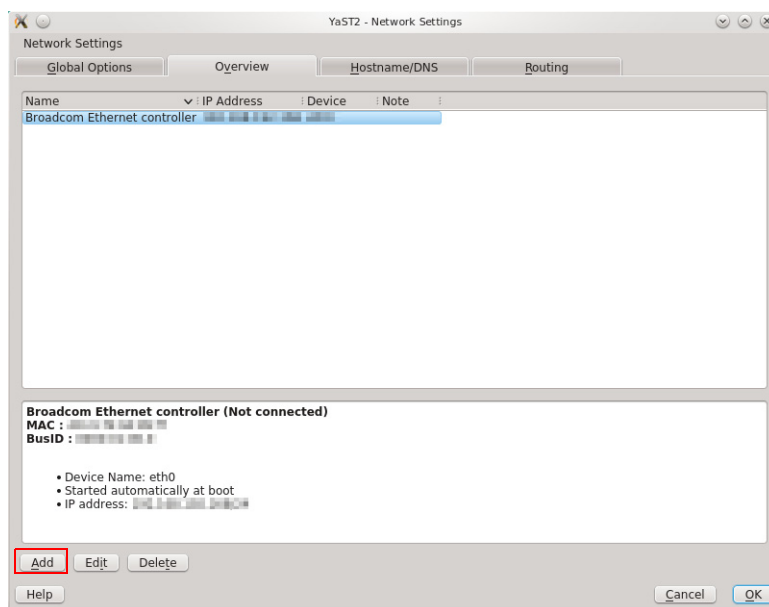 YaST2 - Network Settings
Network Settings
Global Options Overview Hostname/DNS Routing
Name IP Address Device Note
Broadcom Ethernet controller
Broadcom Ethernet controller (Not connected)
MAC :
BusID :
• Device Name: eth0
• Started automatically at boot
• IP address:
Add Edit Delete
Help Cancel OK